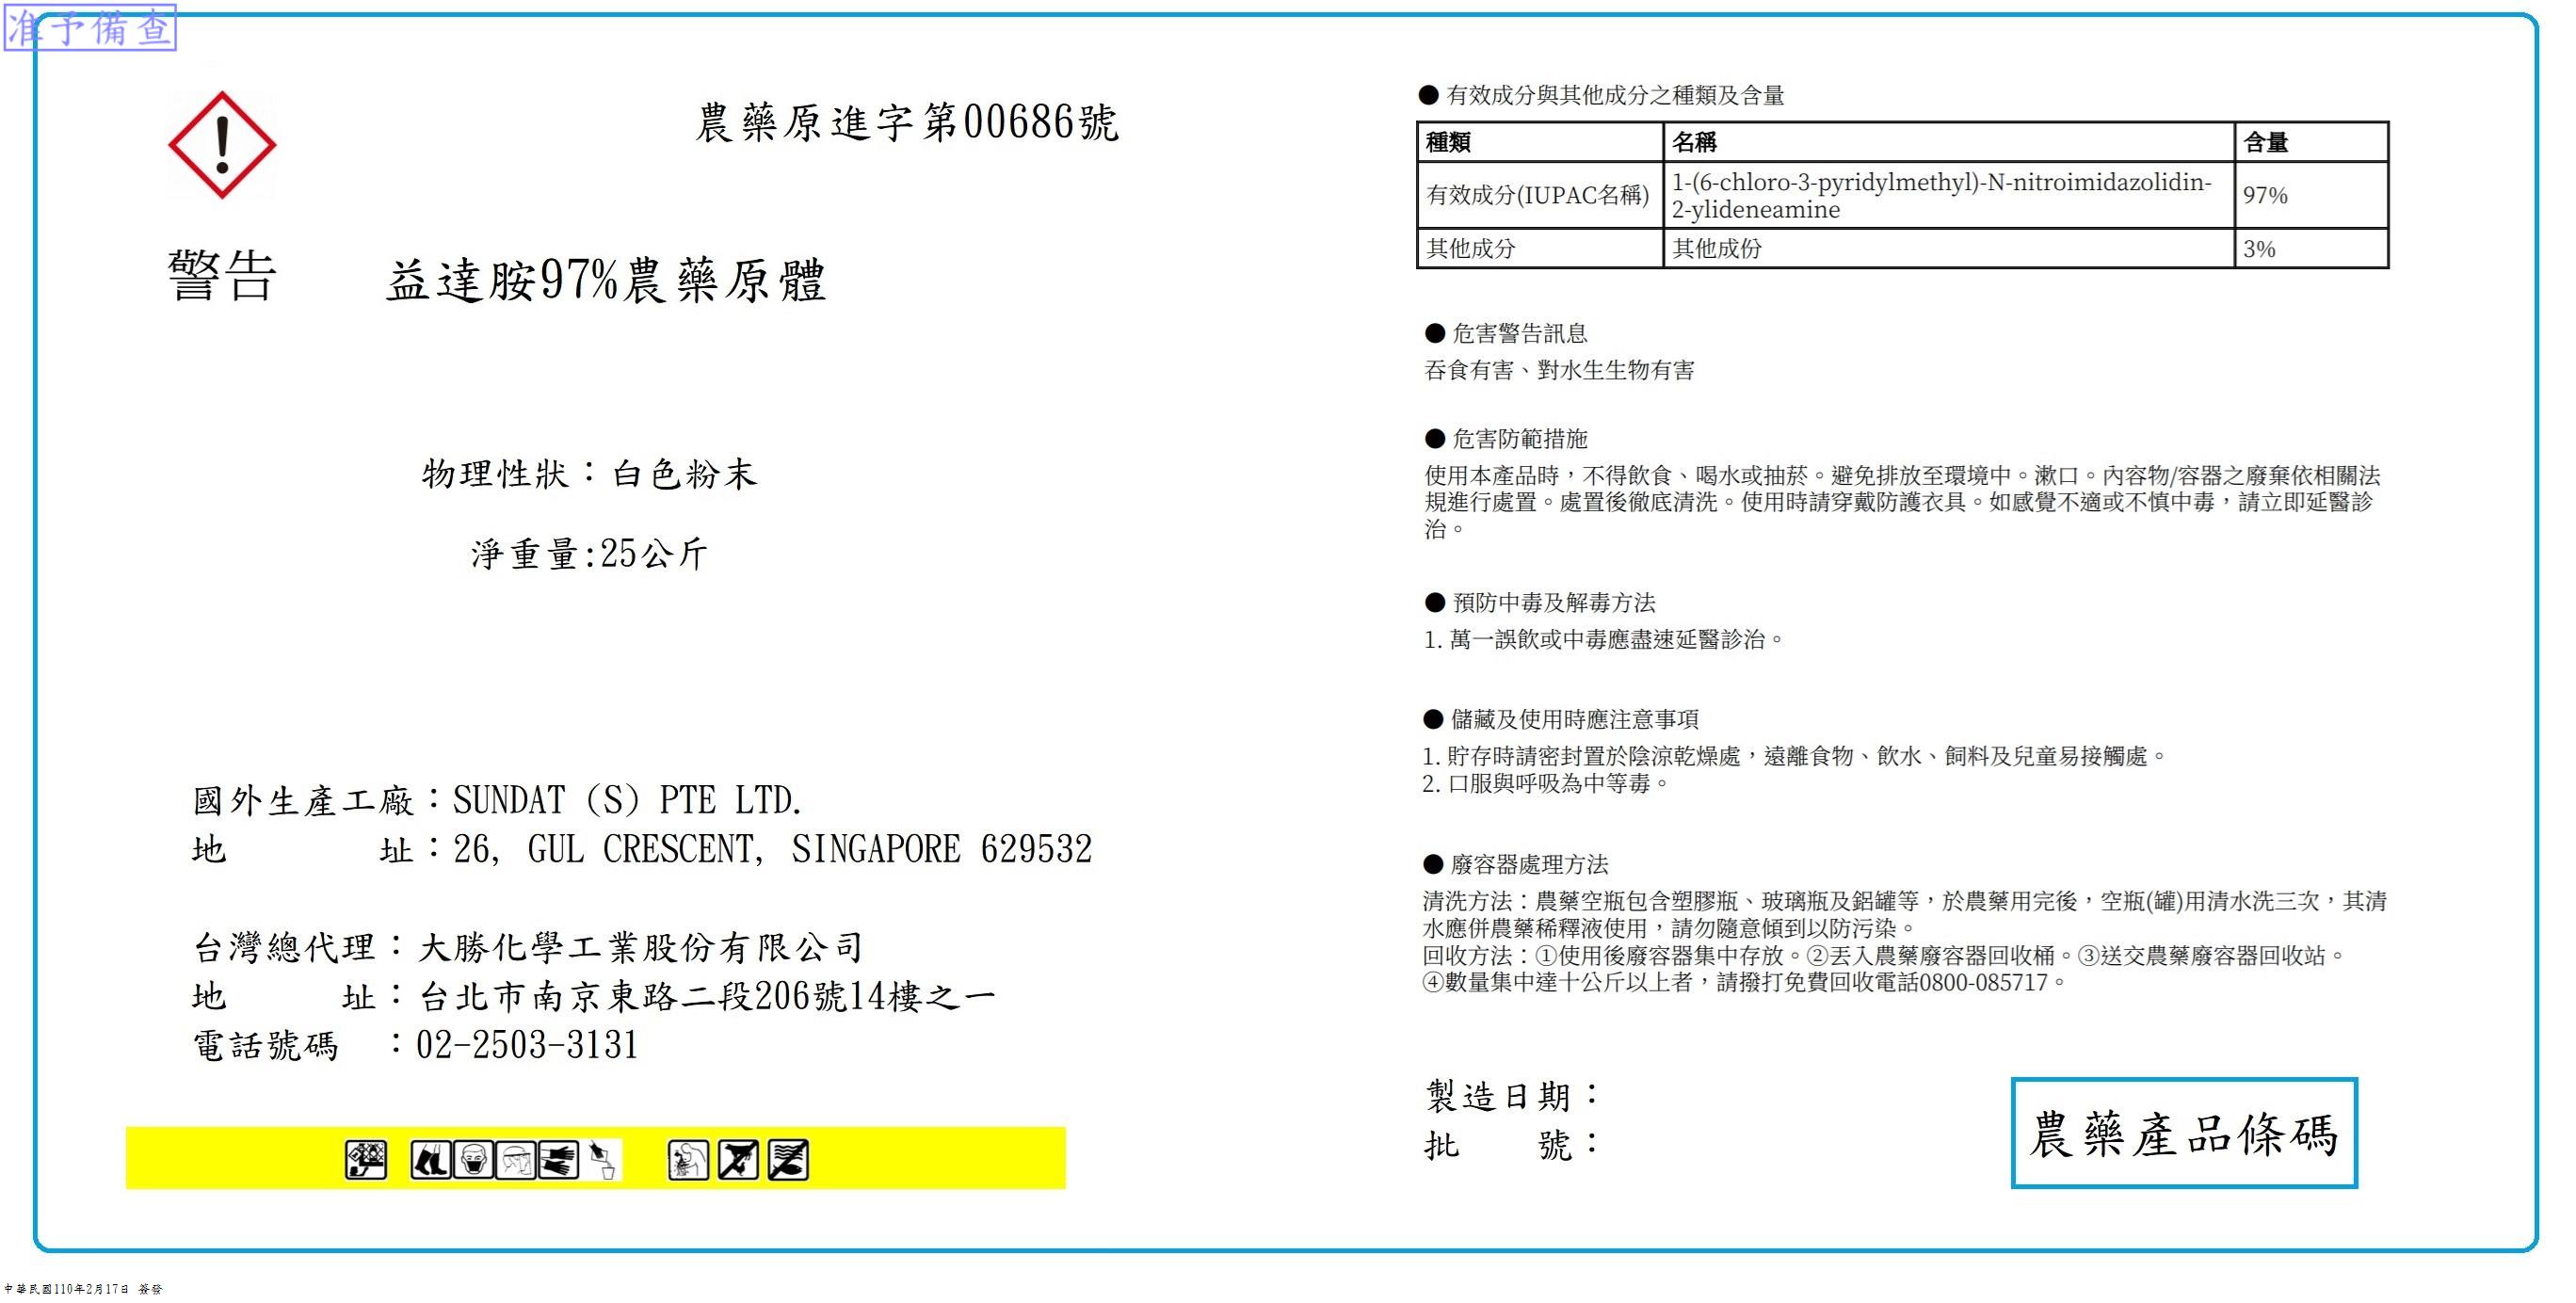 准予備查
農藥原進字第00686號
警告
益達胺97%農藥原體
物理性狀：白色粉末
淨重量:25公斤
國外生產工廠：SUNDAT (S) PTE LTD.
地　　　　址：26, GUL CRESCENT, SINGAPORE 629532
台灣總代理：大勝化學工業股份有限公司
地　　　址：台北市南京東路二段206號14樓之一
電話號碼　：02-2503-3131
● 有效成分與其他成分之種類及含量
種類 名稱 含量
有效成分(IUPAC名稱) 1-(6-chloro-3-pyridylmethyl)-N-nitroimidazolidin-
2-ylideneamine 97%
其他成分 其他成份 3%
● 危害警告訊息
吞食有害、對水生生物有害
● 危害防範措施
使用本產品時，不得飲食、喝水或抽菸。避免排放至環境中。漱口。內容物/容器之廢棄依相關法
規進行處置。處置後徹底清洗。使用時請穿戴防護衣具。如感覺不適或不慎中毒，請立即延醫診
治。
● 預防中毒及解毒方法
1. 萬一誤飲或中毒應盡速延醫診治。
● 儲藏及使用時應注意事項
1. 貯存時請密封置於陰涼乾燥處，遠離食物、飲水、飼料及兒童易接觸處。
2. 口服與呼吸為中等毒。
● 廢容器處理方法
清洗方法：農藥空瓶包含塑膠瓶、玻璃瓶及鋁罐等，於農藥用完後，空瓶(罐)用清水洗三次，其清
水應併農藥稀釋液使用，請勿隨意傾到以防污染。
回收方法：①使用後廢容器集中存放。②丟入農藥廢容器回收桶。③送交農藥廢容器回收站。
④數量集中達十公斤以上者，請撥打免費回收電話0800-085717。
製造日期：
批　　號：
農藥產品條碼
中華民國110年2月17日 簽發